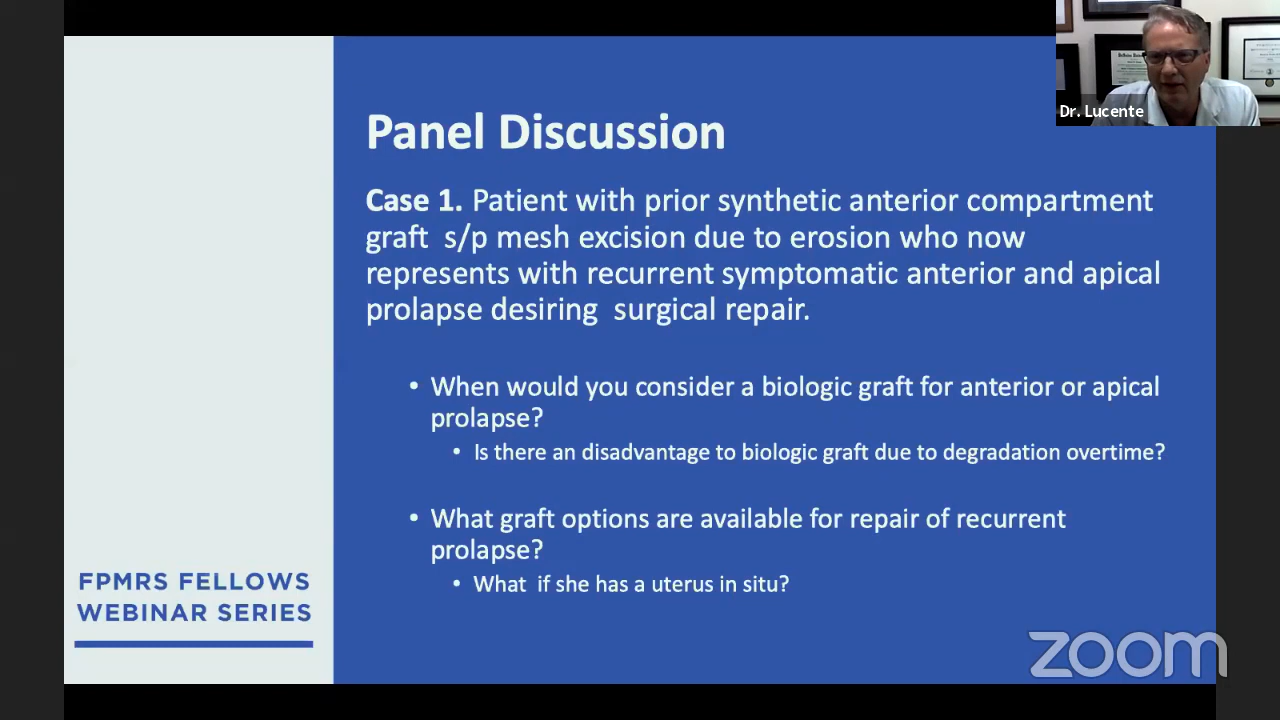 Dr. Lucente
Panel Discussion
Case 1. Patient with prior synthetic anterior compartment
graft s/p mesh excision due to erosion who now
represents with recurrent symptomatic anterior and apical
prolapse desiring surgical repair.
• When would you consider a biologic graft for anterior or apical
prolapse?
• Is there an disadvantage to biologic graft due to degradation overtime?
• What graft options are available for repair of recurrent
prolapse?
• What if she has a uterus in situ?
FPMRS FELLOWS
WEBINAR SERIES
zoom